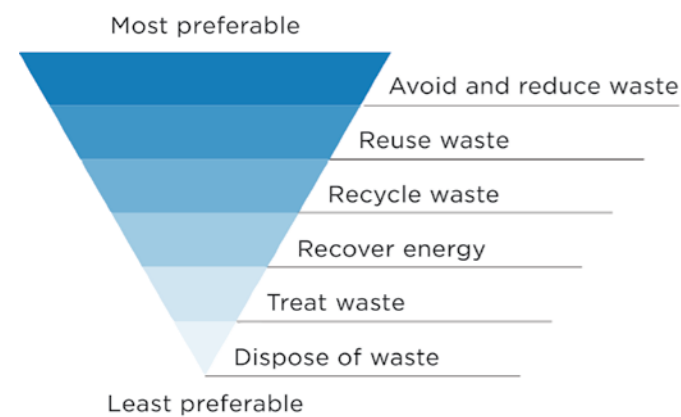 Most preferable
Avoid and reduce waste
Reuse waste
Recycle waste
Recover energy
Treat waste
Dispose of waste
Least preferable